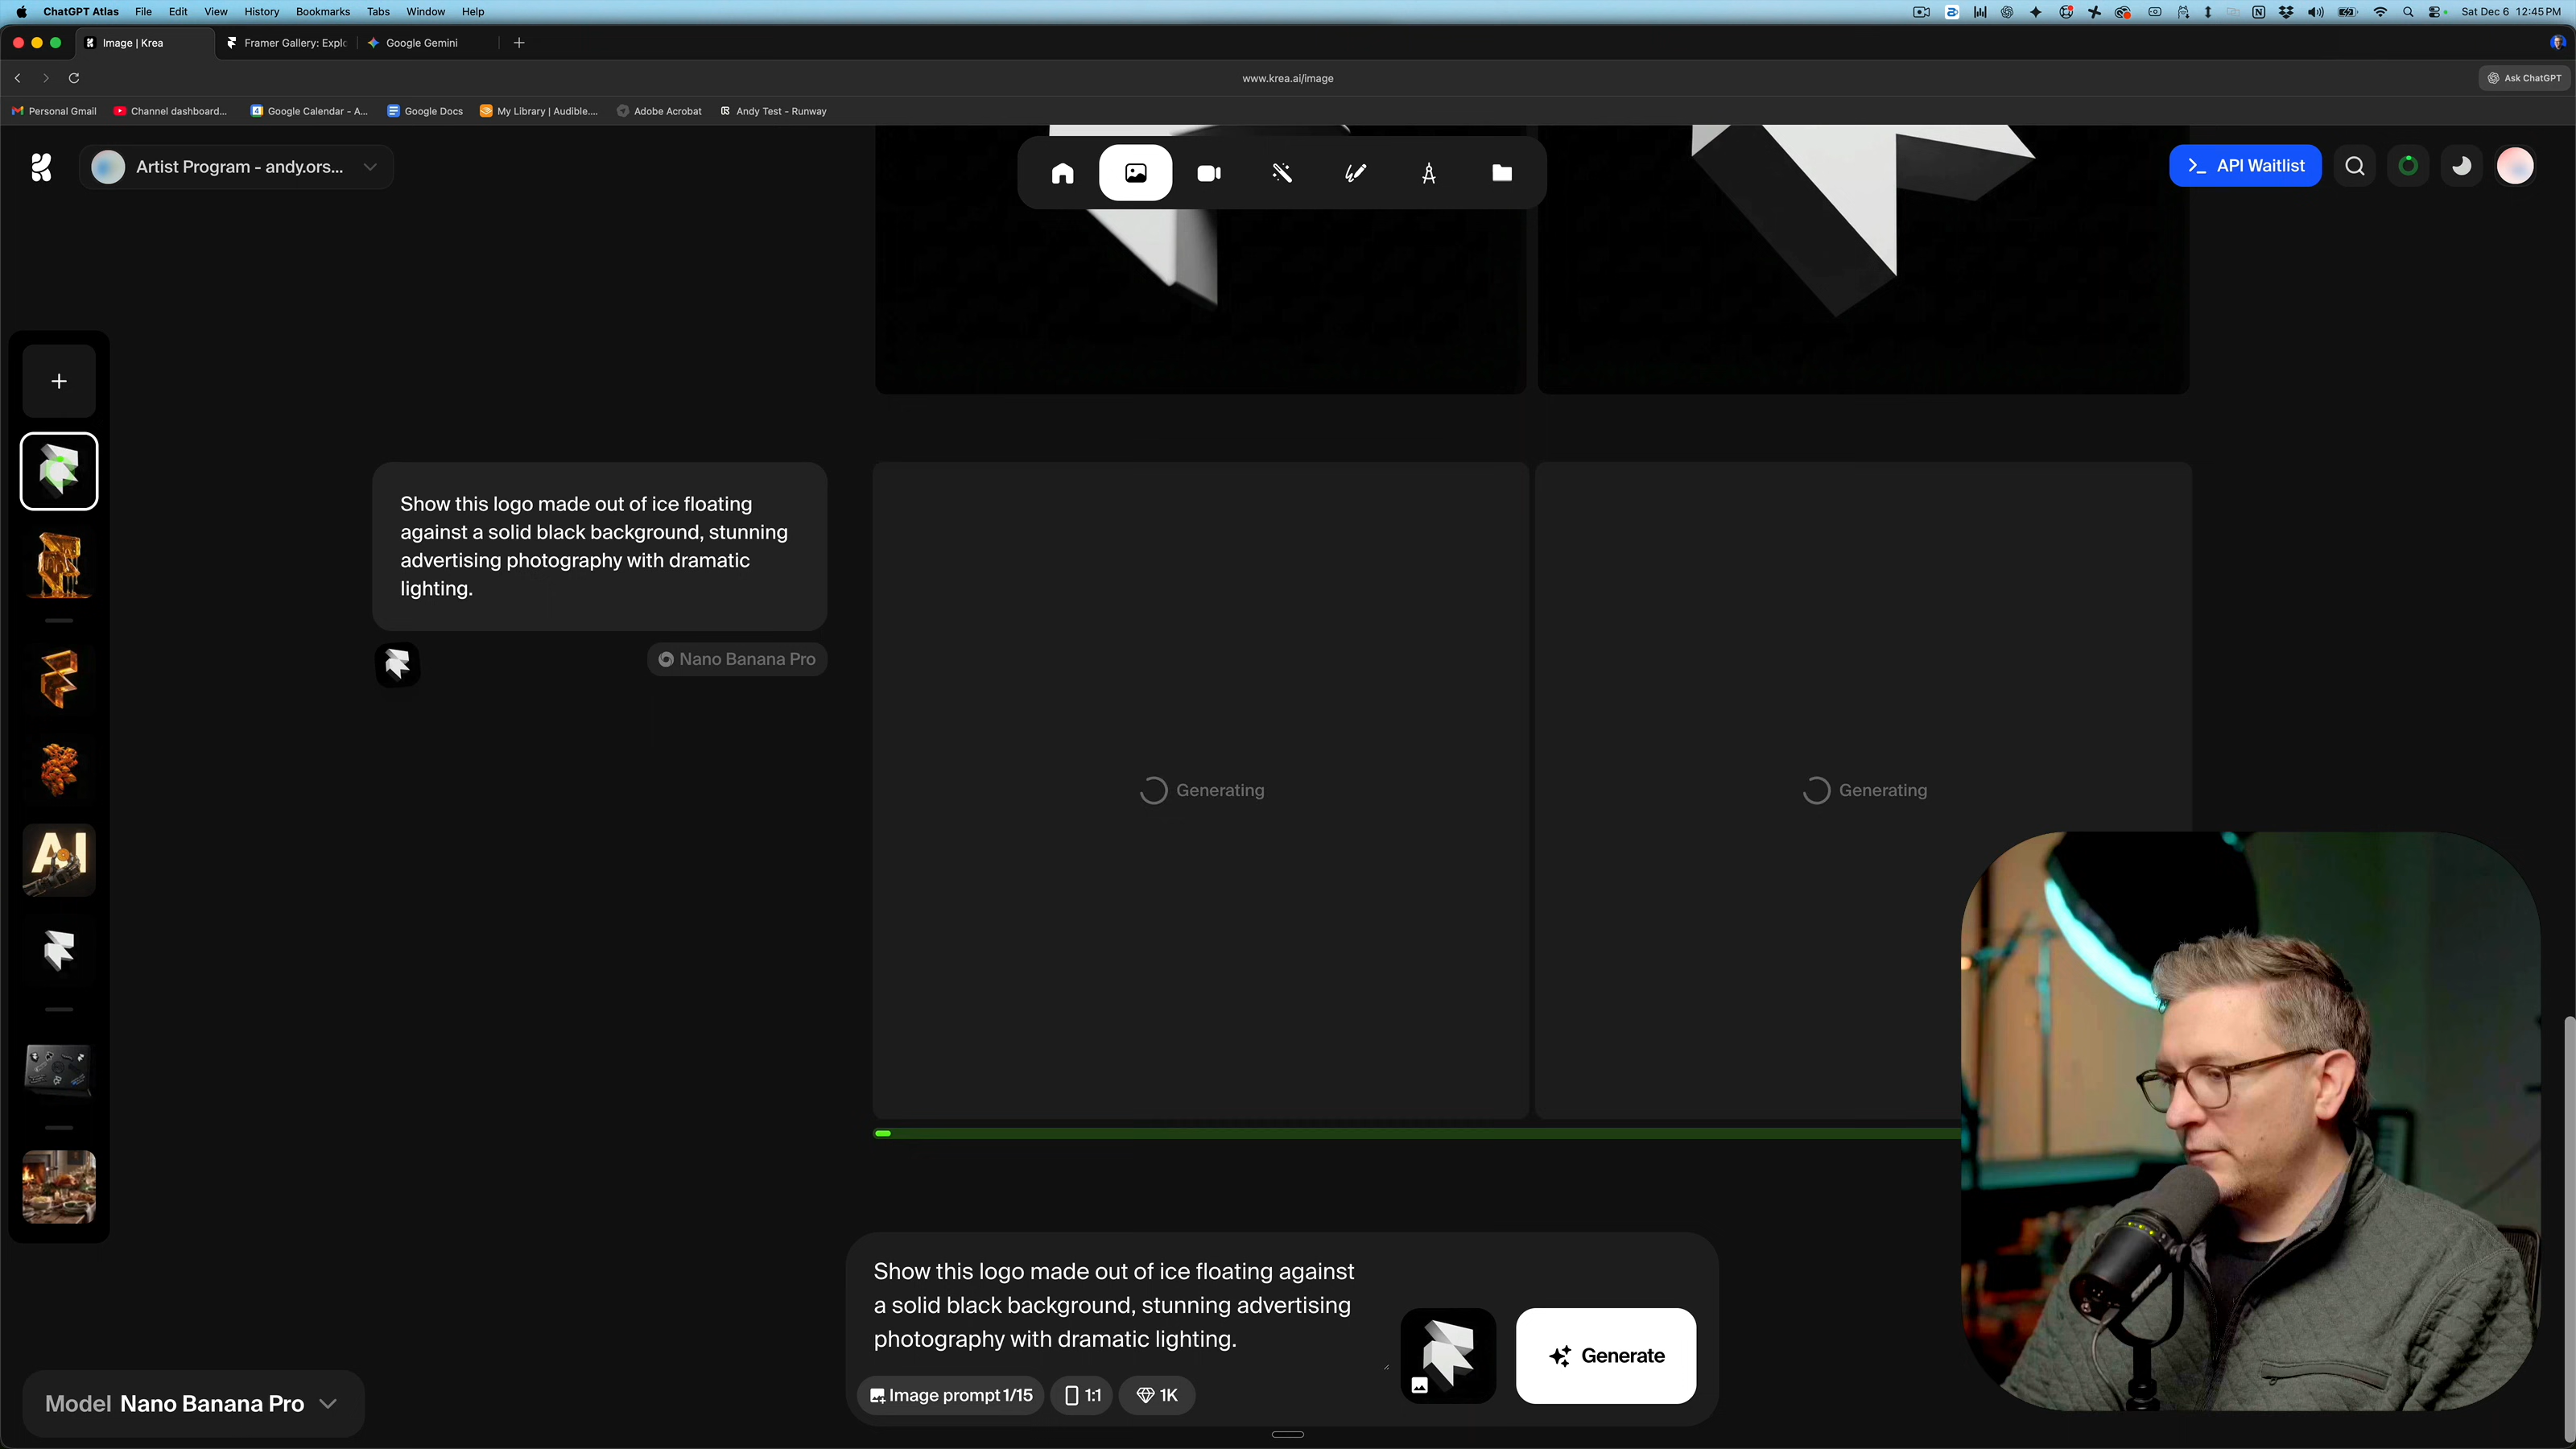 ChatGPT Atlas File Edit View History Bookmarks Tabs Window Help
Sat Dec 6 12:45 PM
Image | Krea
Framer Gallery: Explo
Google Gemini
www.krea.ai/image
Ask ChatGPT
Personal Gmail
Channel dashboard...
Google Calendar - A...
Google Docs
My Library | Audible....
Adobe Acrobat
Andy Test - Runway
Artist Program - andy.ors...
API Waitlist
Show this logo made out of ice floating
against a solid black background, stunning
advertising photography with dramatic
lighting.
Nano Banana Pro
Generating
Generating
AI
Show this logo made out of ice floating against
a solid black background, stunning advertising
photography with dramatic lighting.
Image prompt 1/15
1:1
1K
Generate
Model Nano Banana Pro